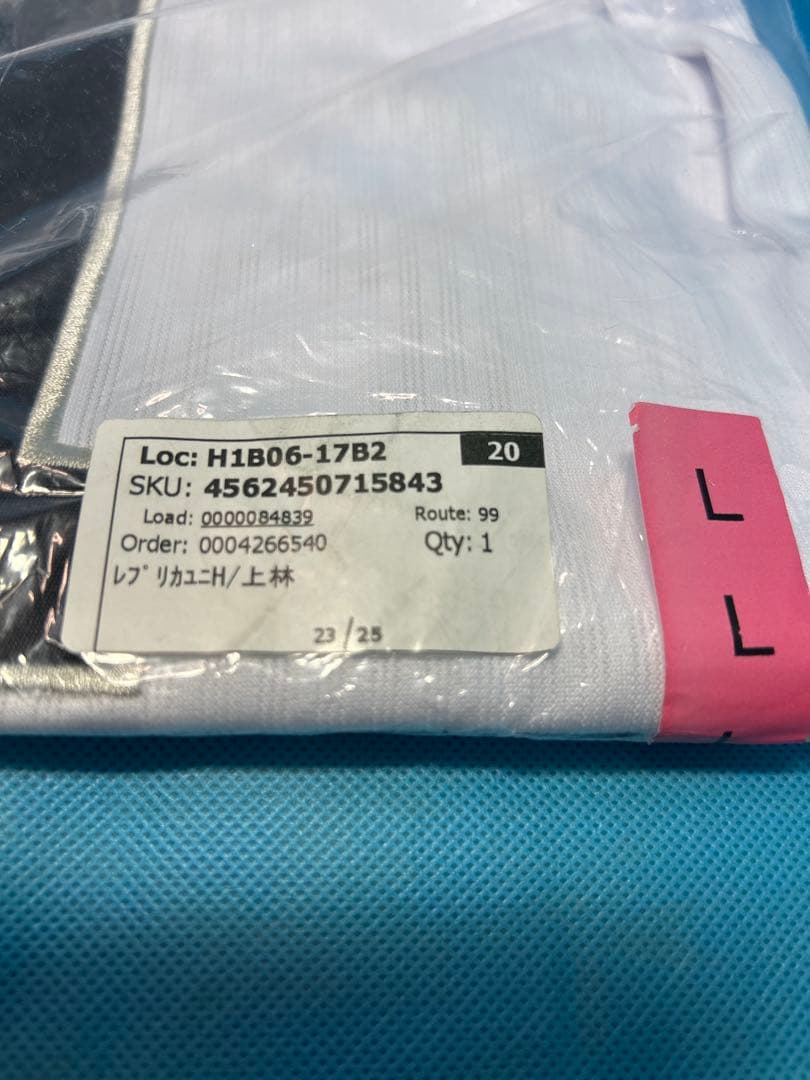 Loc: H1B06-17B2 20
SKU: 4562450715843
Load: 0000084839 Route: 99
Order: 0004266540 Qty: 1
ﾚﾌﾟﾘｶﾕﾆH/上林
23 / 25
L
L